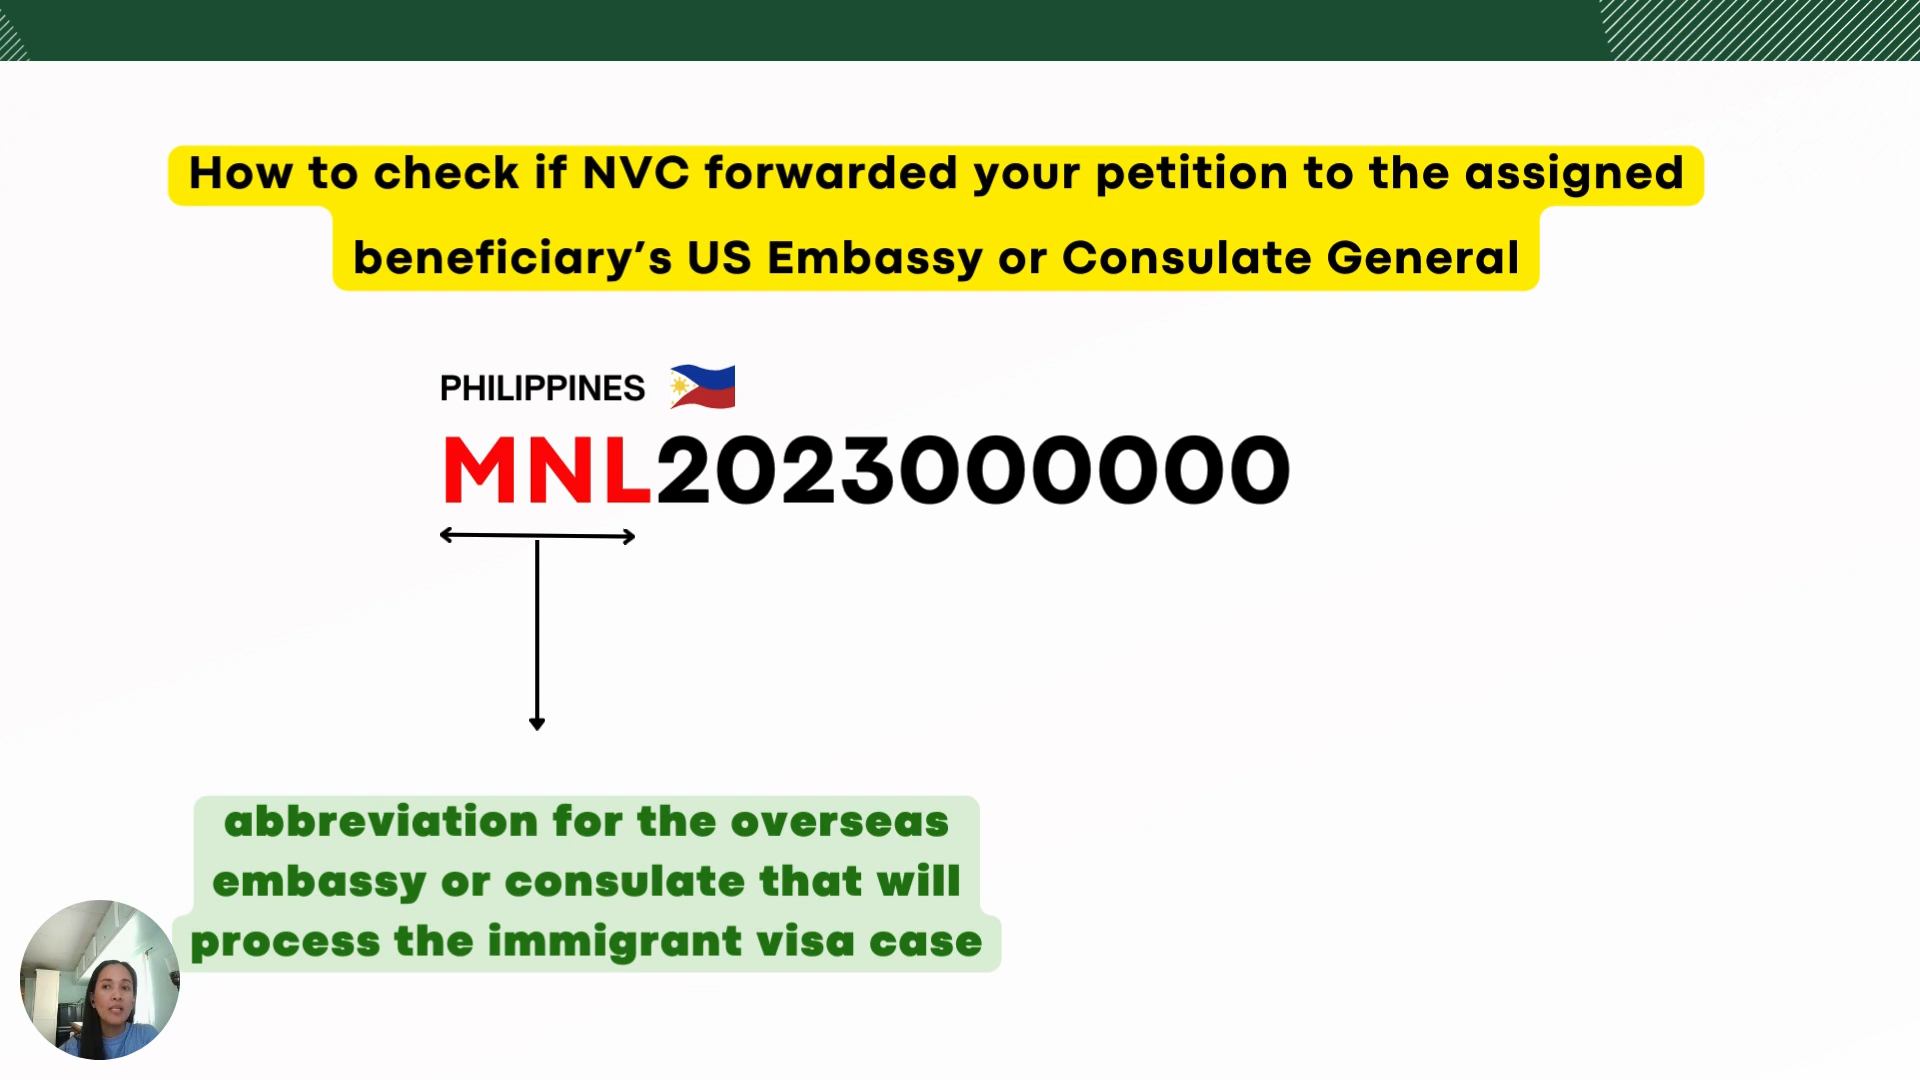 How to check if NVC forwarded your petition to the assigned
beneficiary’s US Embassy or Consulate General
PHILIPPINES
MNL2023000000
abbreviation for the overseas
embassy or consulate that will
process the immigrant visa case